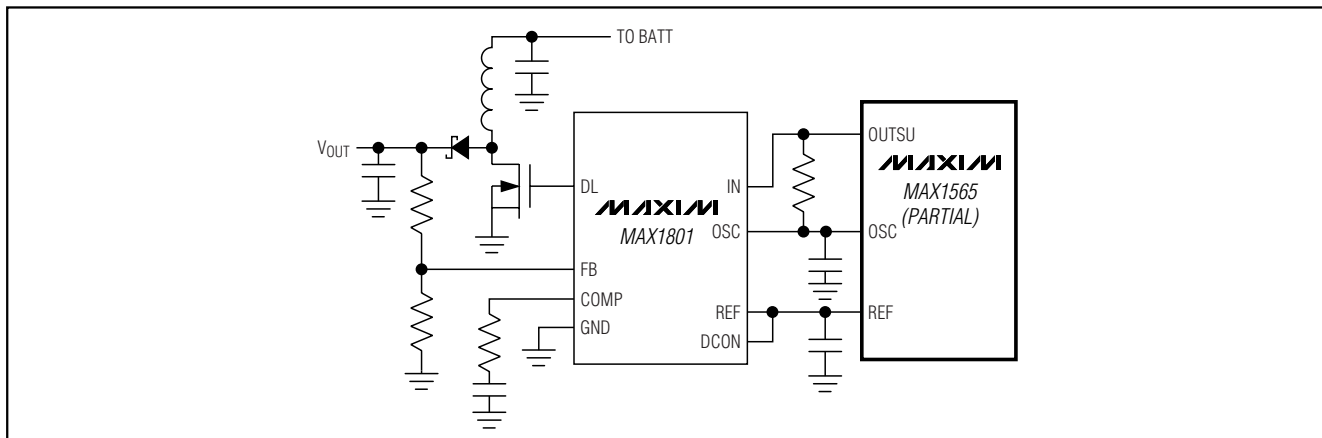 TO BATT
VOUT
DL
FB
COMP
GND
MAXIM
MAX1801
IN
OSC
REF
DCON
OUTSU
MAXIM
MAX1565
(PARTIAL)
OSC
REF